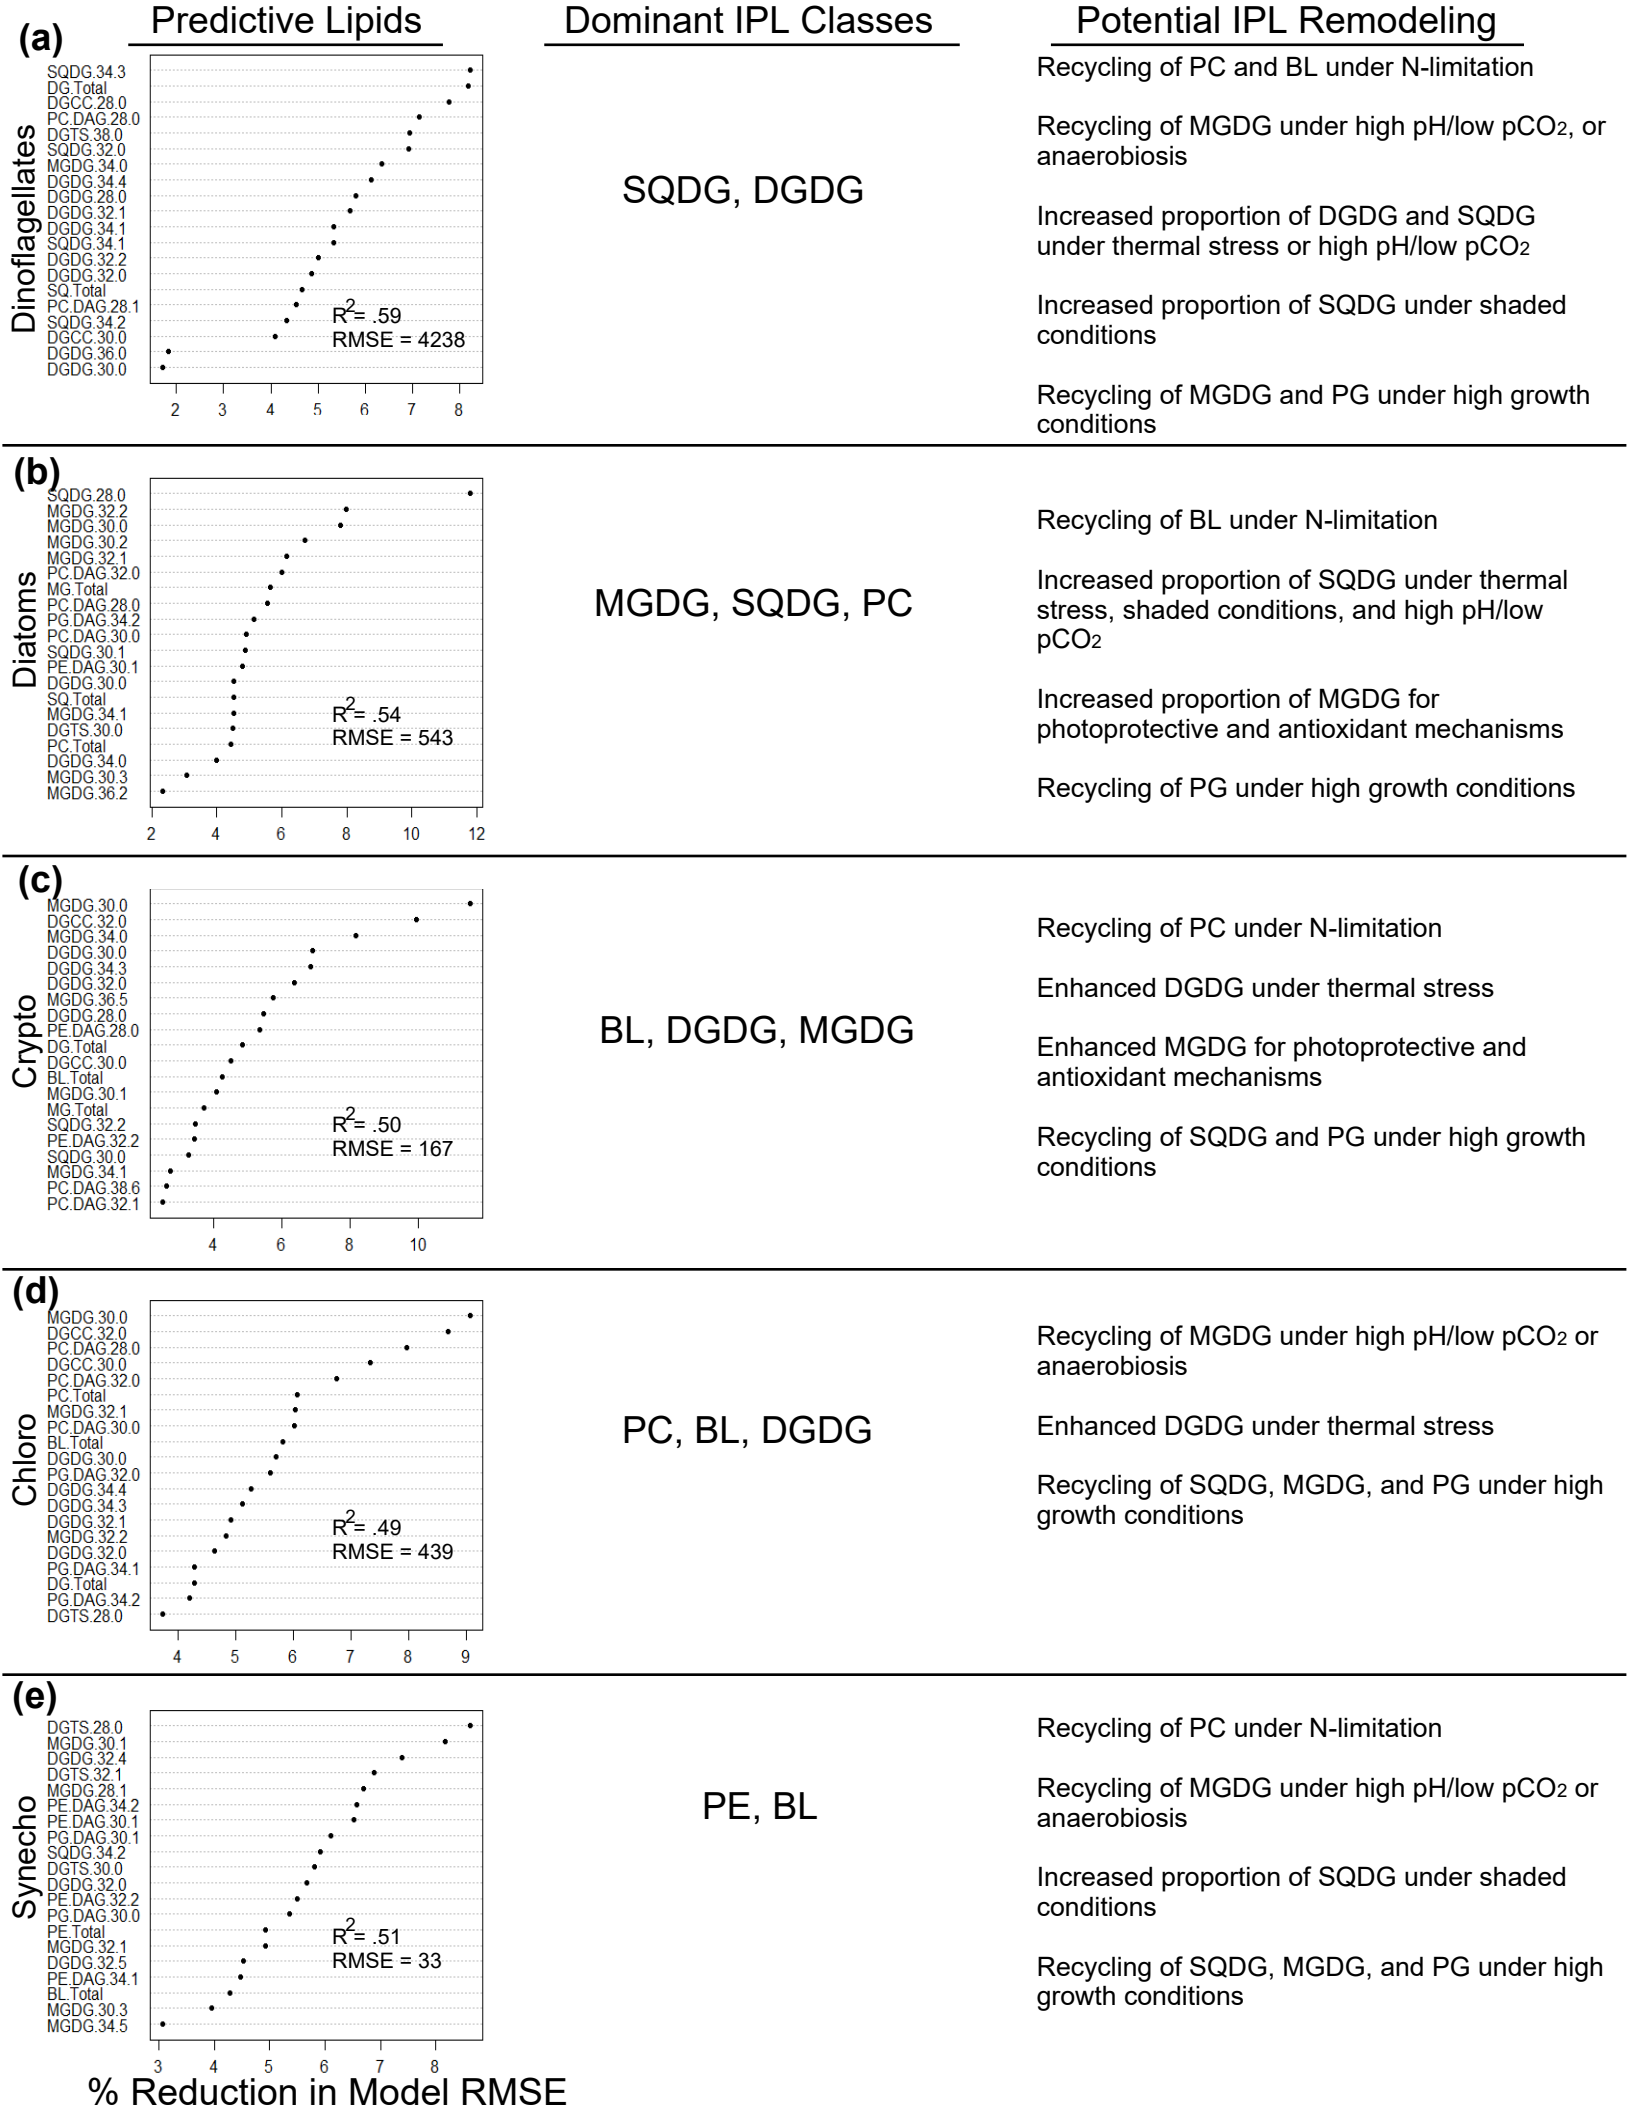 Predictive Lipids
Dominant IPL Classes
Potential IPL Remodeling
(a)
Dinoflagellates
SQDG.34.3
DG.Total
DGCC.28.0
PC.DAG.28.0
DGTS.38.0
SQDG.32.0
MGDG.34.0
DGDG.34.4
DGDG.28.0
DGDG.32.1
DGDG.34.1
SQDG.34.1
DGDG.32.2
DGDG.32.0
SQ.Total
PC.DAG.28.1
SQDG.34.2
DGCC.30.0
DGDG.36.0
DGDG.30.0
R2= .59
RMSE = 4238
2 3 4 5 6 7 8
SQDG, DGDG
Recycling of PC and BL under N-limitation
Recycling of MGDG under high pH/low pCO2, or
anaerobiosis
Increased proportion of DGDG and SQDG
under thermal stress or high pH/low pCO2
Increased proportion of SQDG under shaded
conditions
Recycling of MGDG and PG under high growth
conditions
(b)
Diatoms
SQDG.28.0
MGDG.32.2
MGDG.30.0
MGDG.30.2
MGDG.32.1
PC.DAG.32.0
MG.Total
PC.DAG.28.0
PG.DAG.34.2
PC.DAG.30.0
SQDG.30.1
PE.DAG.30.1
DGDG.30.0
SQ.Total
MGDG.34.1
DGTS.30.0
PC.Total
DGDG.34.0
MGDG.30.3
MGDG.36.2
R2= .54
RMSE = 543
2 4 6 8 10 12
MGDG, SQDG, PC
Recycling of BL under N-limitation
Increased proportion of SQDG under thermal
stress, shaded conditions, and high pH/low
pCO2
Increased proportion of MGDG for
photoprotective and antioxidant mechanisms
Recycling of PG under high growth conditions
(c)
Crypto
MGDG.30.0
DGCC.32.0
MGDG.34.0
DGDG.30.0
DGDG.34.3
DGDG.32.0
MGDG.36.5
DGDG.28.0
PE.DAG.28.0
DG.Total
DGCC.30.0
BL.Total
MGDG.30.1
MG.Total
SQDG.32.2
PE.DAG.32.2
SQDG.30.0
MGDG.34.1
PC.DAG.38.6
PC.DAG.32.1
R2= .50
RMSE = 167
4 6 8 10
BL, DGDG, MGDG
Recycling of PC under N-limitation
Enhanced DGDG under thermal stress
Enhanced MGDG for photoprotective and
antioxidant mechanisms
Recycling of SQDG and PG under high growth
conditions
(d)
Chloro
MGDG.30.0
DGCC.32.0
PC.DAG.28.0
DGCC.30.0
PC.DAG.32.0
PC.Total
MGDG.32.1
PC.DAG.30.0
BL.Total
DGDG.30.0
PG.DAG.32.0
DGDG.34.4
DGDG.34.3
DGDG.32.1
MGDG.32.2
DGDG.32.0
PG.DAG.34.1
DG.Total
PG.DAG.34.2
DGTS.28.0
R2= .49
RMSE = 439
4 5 6 7 8 9
PC, BL, DGDG
Recycling of MGDG under high pH/low pCO2 or
anaerobiosis
Enhanced DGDG under thermal stress
Recycling of SQDG, MGDG, and PG under high
growth conditions
(e)
Synecho
DGTS.28.0
MGDG.30.1
DGDG.32.4
DGTS.32.1
MGDG.28.1
PE.DAG.34.2
PE.DAG.30.1
PG.DAG.30.1
SQDG.34.2
DGTS.30.0
DGDG.32.0
PE.DAG.32.2
PG.DAG.30.0
PE.Total
MGDG.32.1
DGDG.32.5
PE.DAG.34.1
BL.Total
MGDG.30.3
MGDG.34.5
R2= .51
RMSE = 33
3 4 5 6 7 8
PE, BL
Recycling of PC under N-limitation
Recycling of MGDG under high pH/low pCO2 or
anaerobiosis
Increased proportion of SQDG under shaded
conditions
Recycling of SQDG, MGDG, and PG under high
growth conditions
% Reduction in Model RMSE